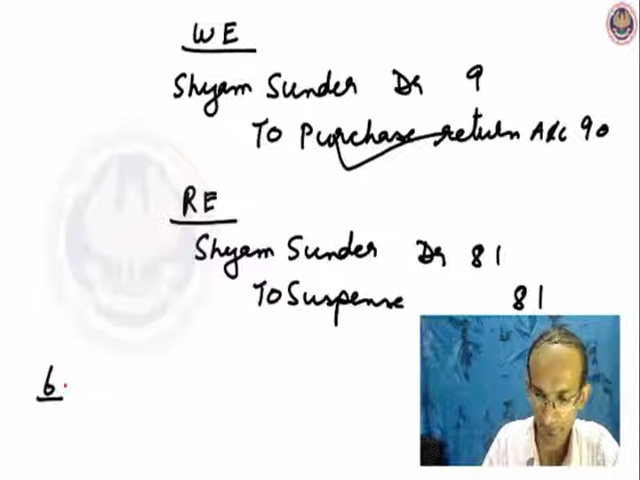 WE
Shyam Sunder Dr 9
To Purchase return A/C 90
RE
Shyam Sunder Dr 81
To Suspense 81
6.